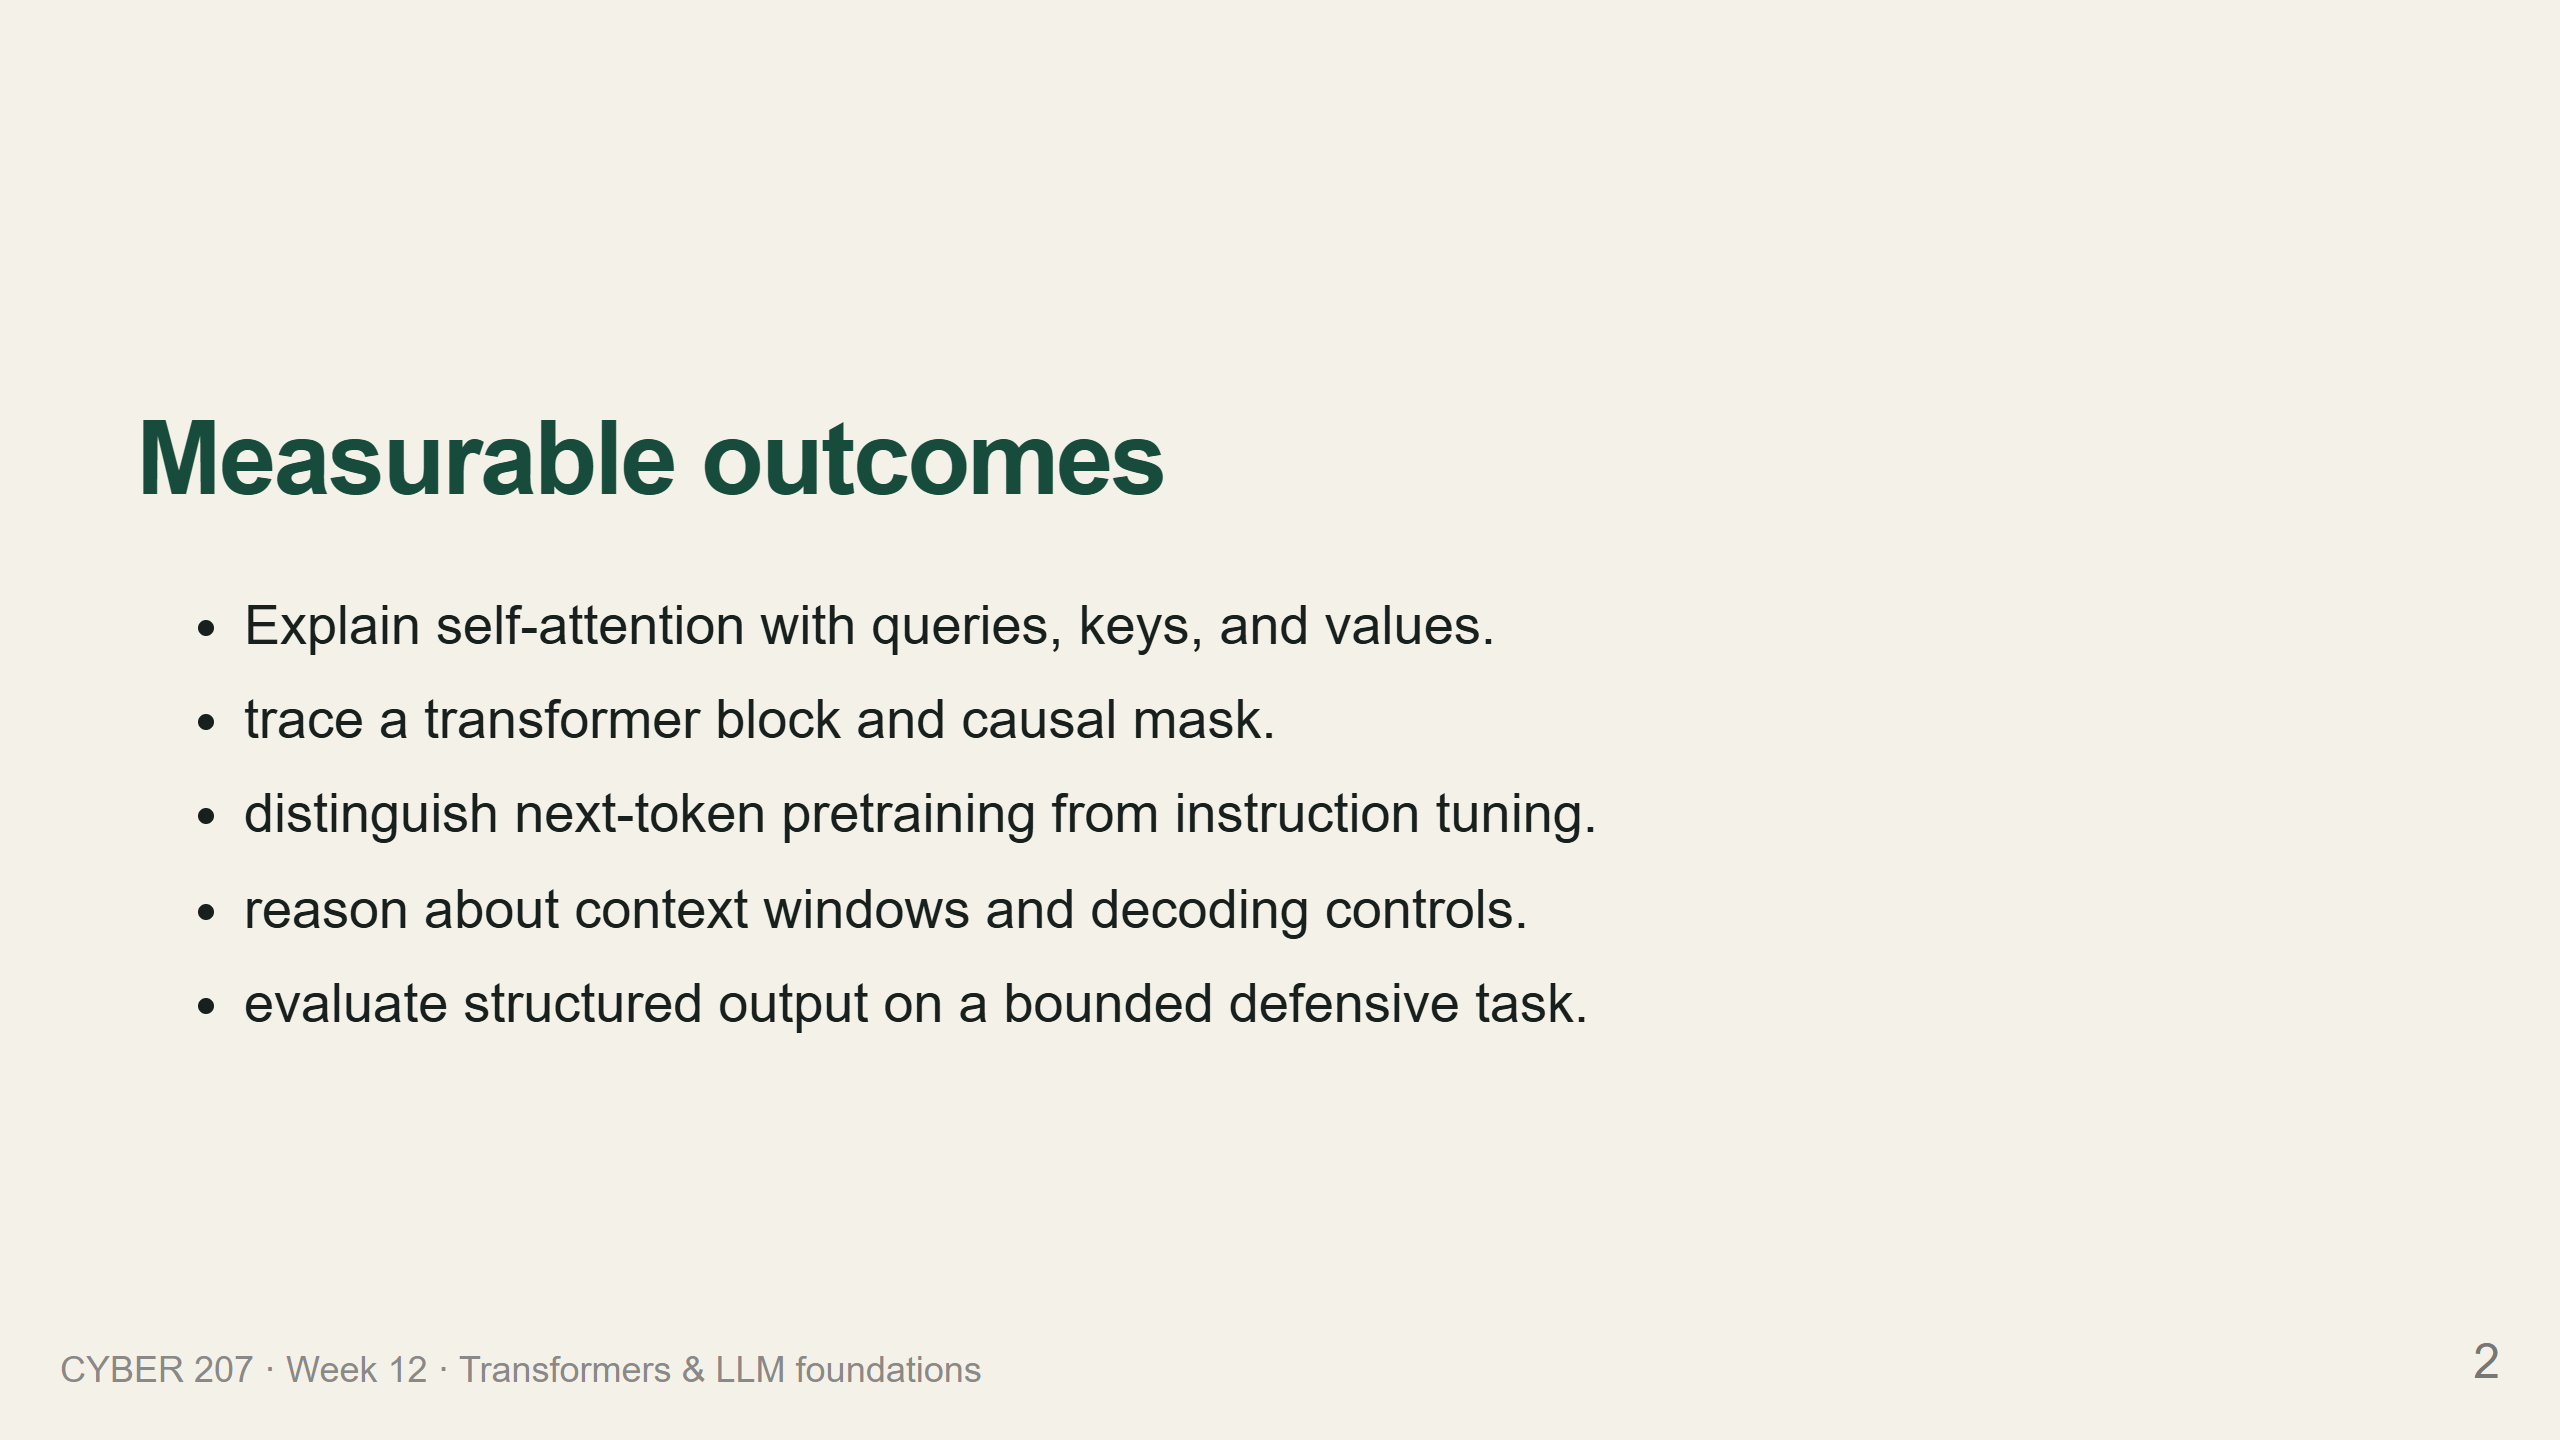 Measurable outcomes
• Explain self-attention with queries, keys, and values.
• trace a transformer block and causal mask.
• distinguish next-token pretraining from instruction tuning.
• reason about context windows and decoding controls.
• evaluate structured output on a bounded defensive task.
CYBER 207 · Week 12 · Transformers & LLM foundations
2